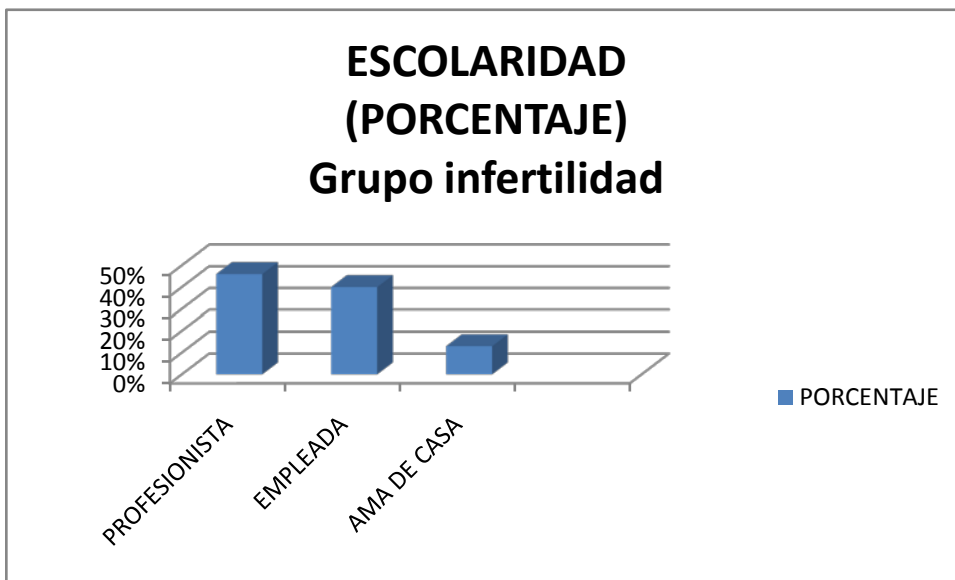 ESCOLARIDAD
(PORCENTAJE)
Grupo infertilidad
50%
40%
30%
20%
10%
0%
PROFESIONISTA
EMPLEADA
AMA DE CASA
PORCENTAJE